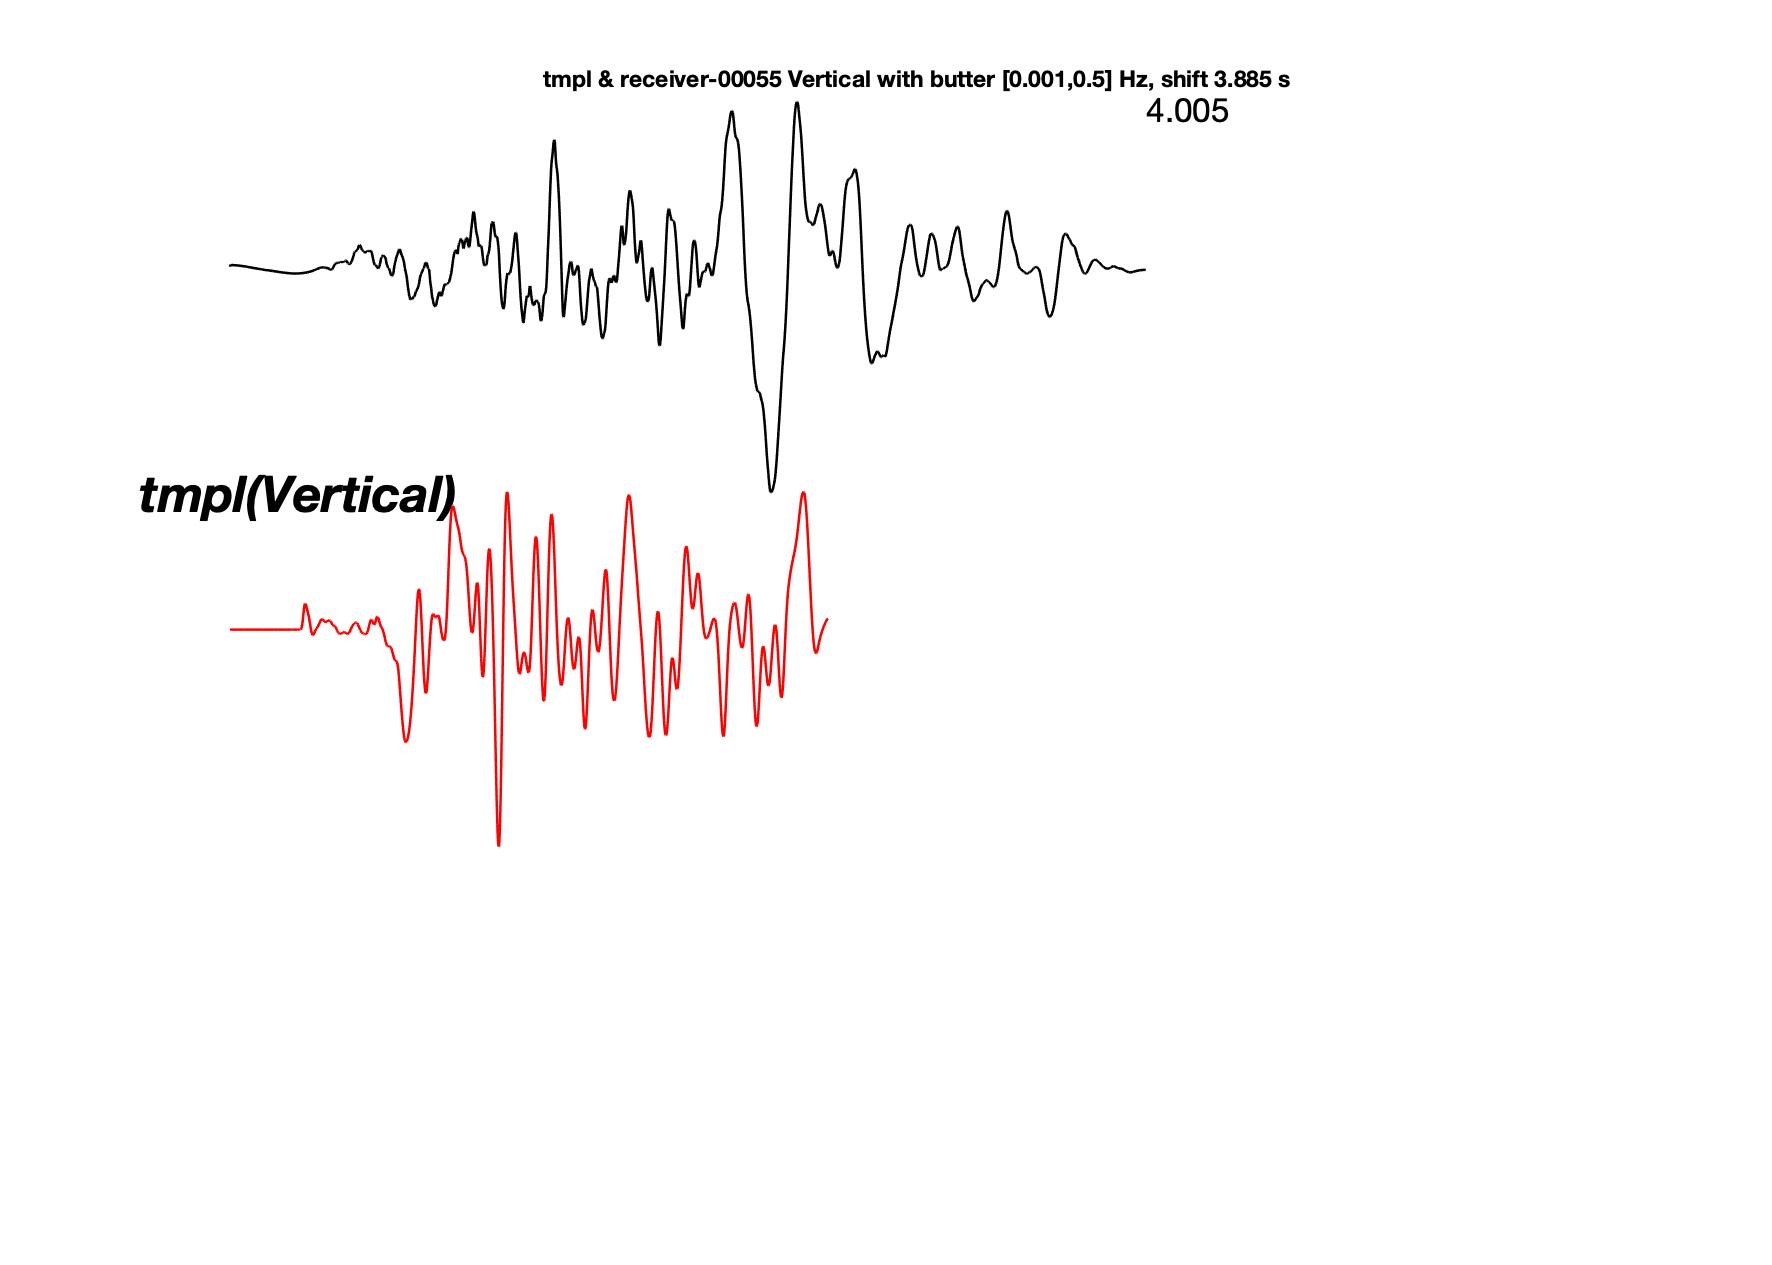 tmpl & receiver-00055 Vertical with butter [0.001,0.5] Hz, shift 3.885 s
4.005
tmpl(Vertical)